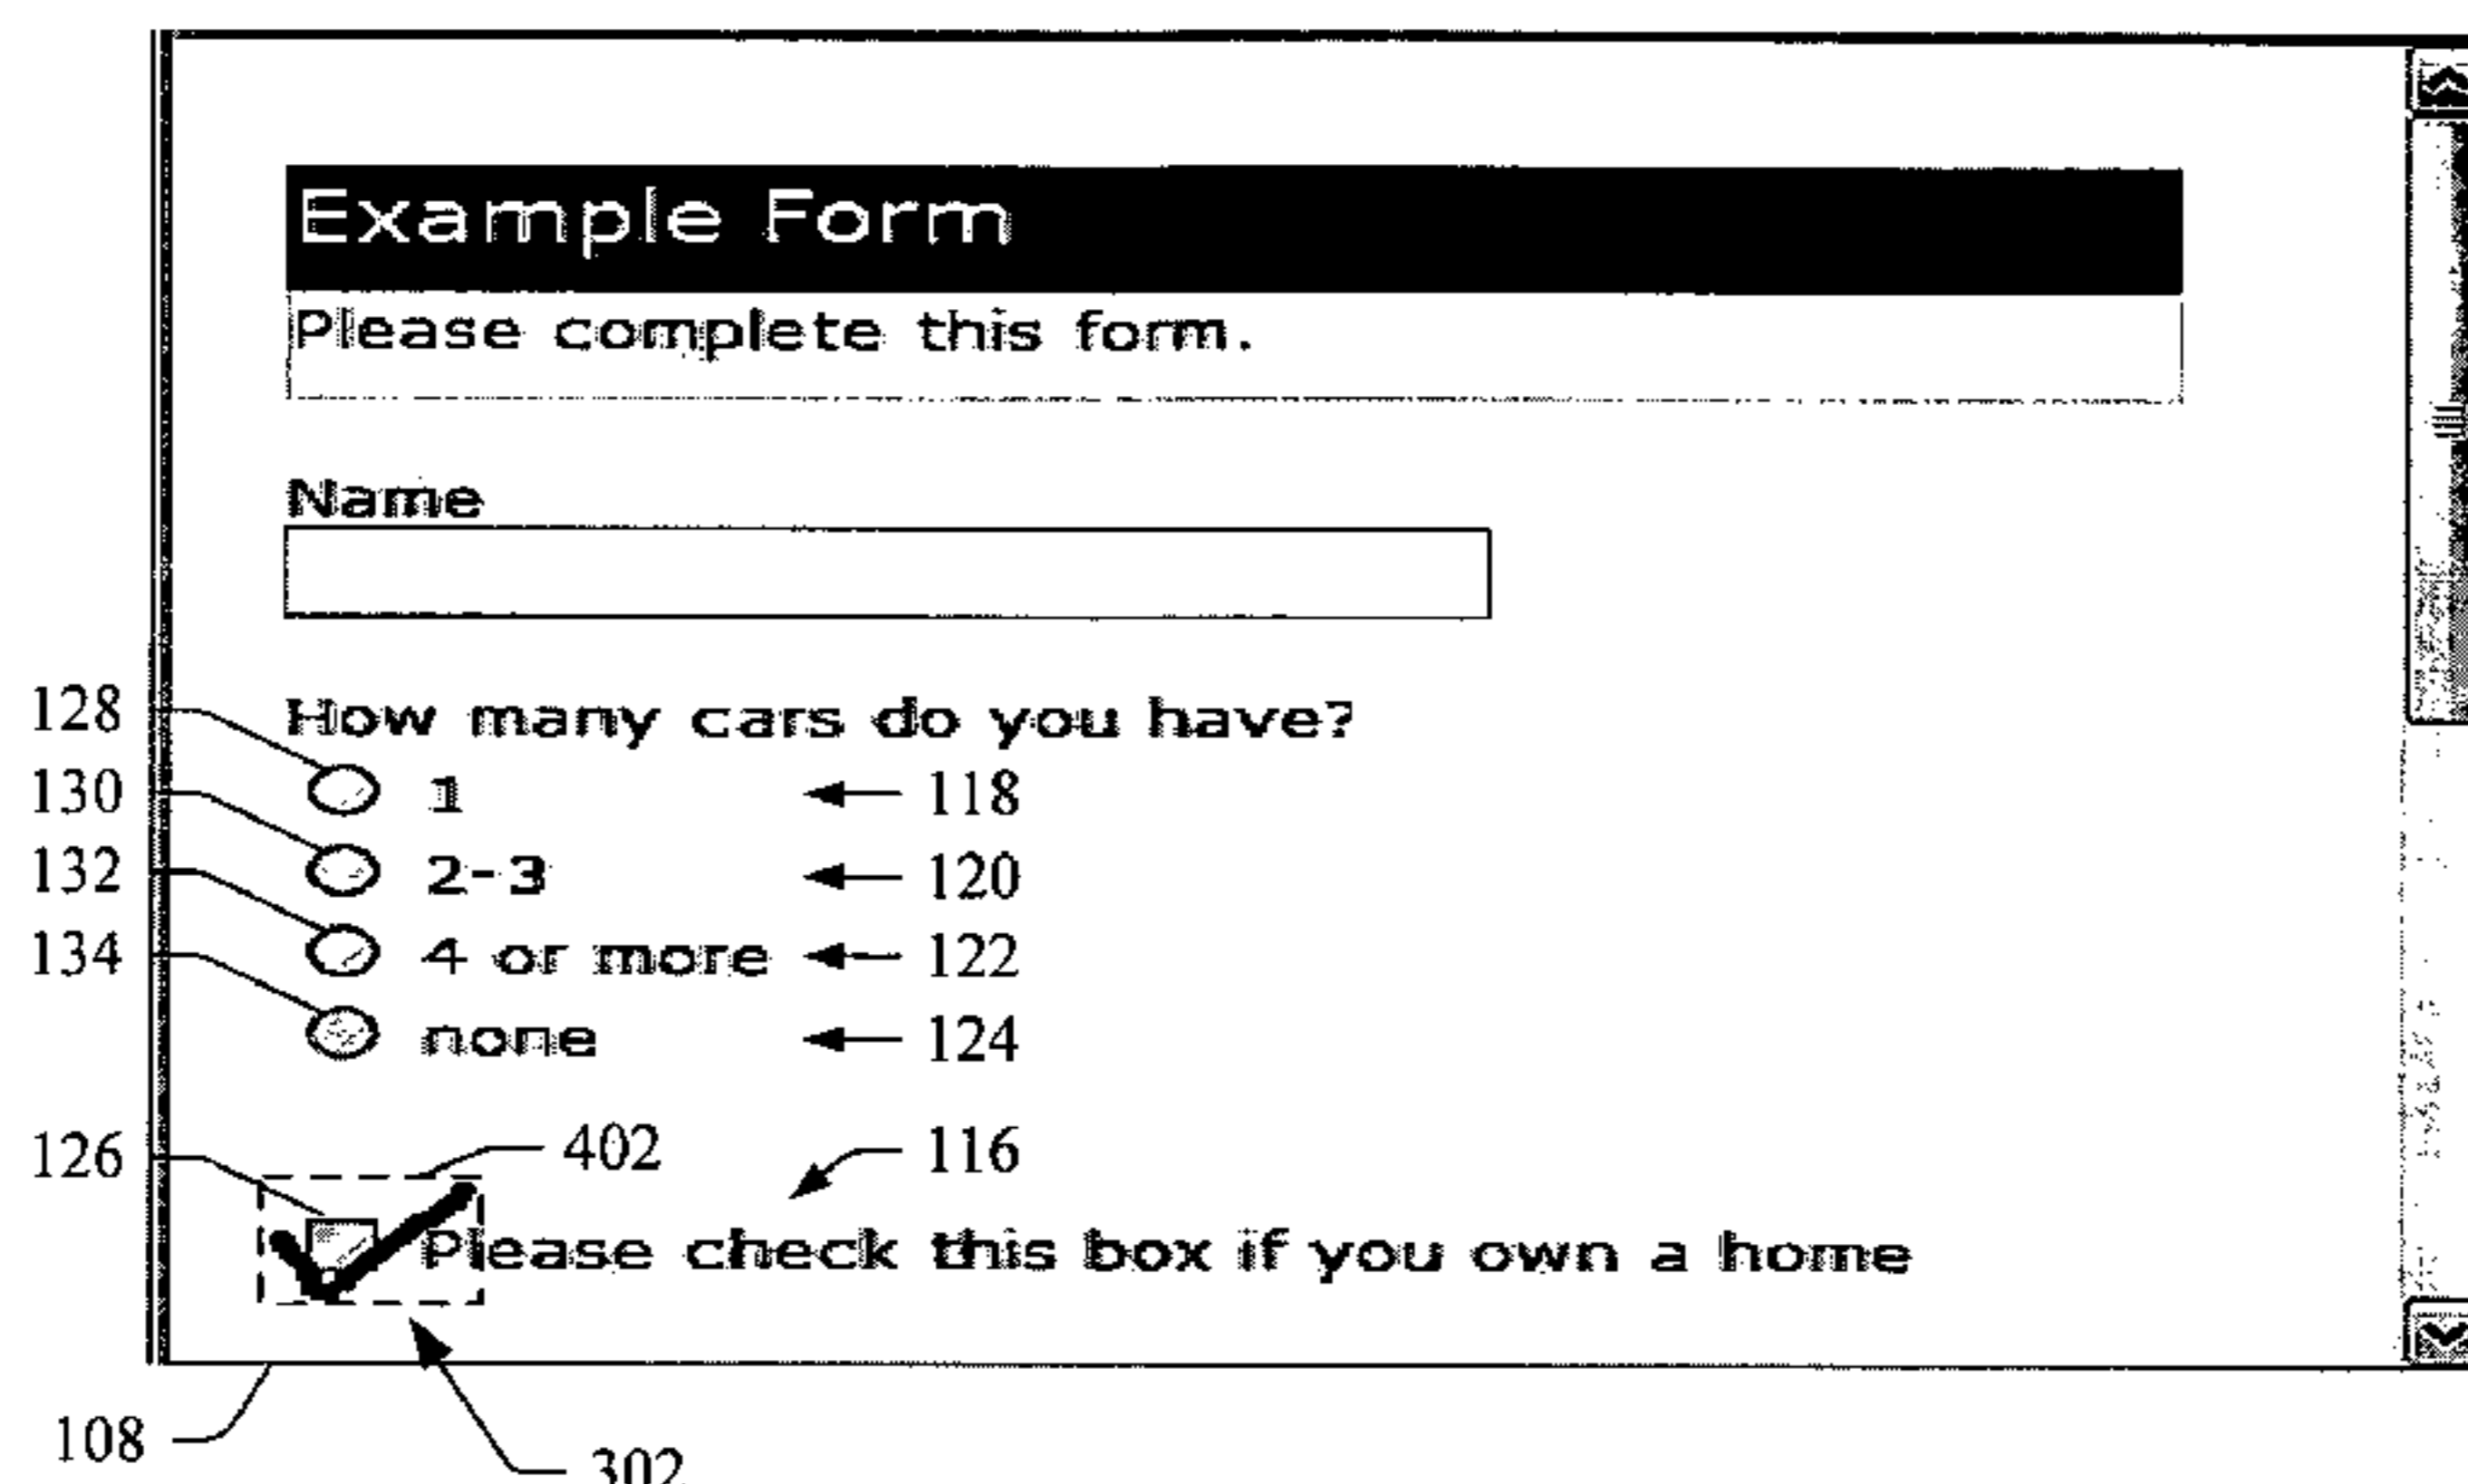 Example Form
Please complete this form.
Name
128 How many cars do you have?
130 1 118
132 2-3 120
134 4 or more 122
none 124
126 402 116
Please check this box if you own a home
108
302